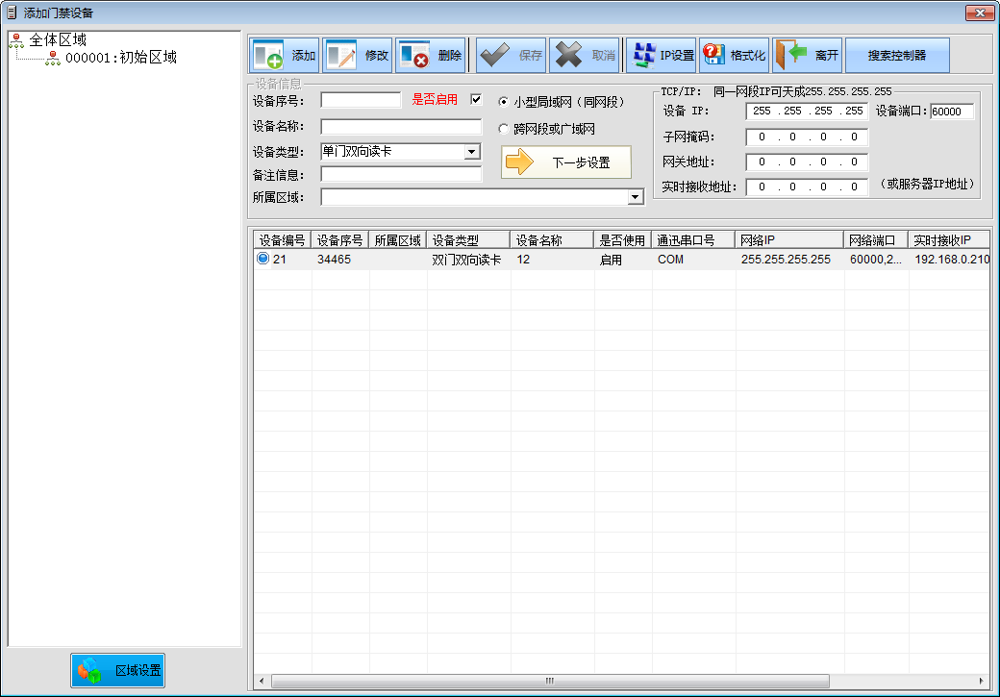 添加门禁设备
全体区域
000001:初始区域
添加 修改 删除 保存 取消 IP设置 格式化 离开 搜索控制器
设备信息
设备序号： 是否启用
设备名称：
设备类型： 单门双向读卡
备注信息：
所属区域：
小型局域网（同网段）
跨网段或广域网
下一步设置
TCP/IP： 同一网段IP可天成255.255.255.255
设备 IP： 255 . 255 . 255 . 255 设备端口：60000
子网掩码： 0 . 0 . 0 . 0
网关地址： 0 . 0 . 0 . 0
实时接收地址： 0 . 0 . 0 . 0 （或服务器IP地址）
设备编号 设备序号 所属区域 设备类型 设备名称 是否使用 通迅串口号 网络IP 网络端口 实时接收IP
21 34465 双门双向读卡 12 启用 COM 255.255.255.255 60000,2... 192.168.0.210
区域设置